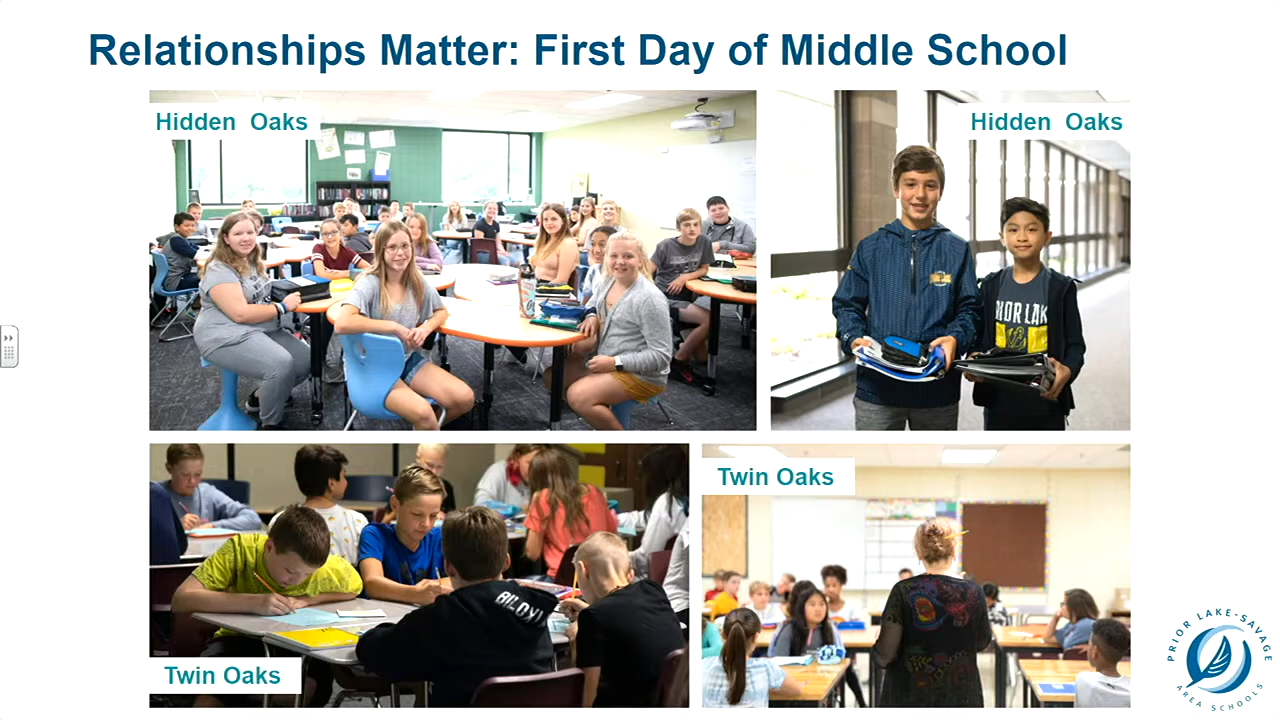 Relationships Matter: First Day of Middle School
Hidden Oaks
Hidden Oaks
Twin Oaks
Twin Oaks
PRIOR LAKE-SAVAGE
AREA SCHOOLS